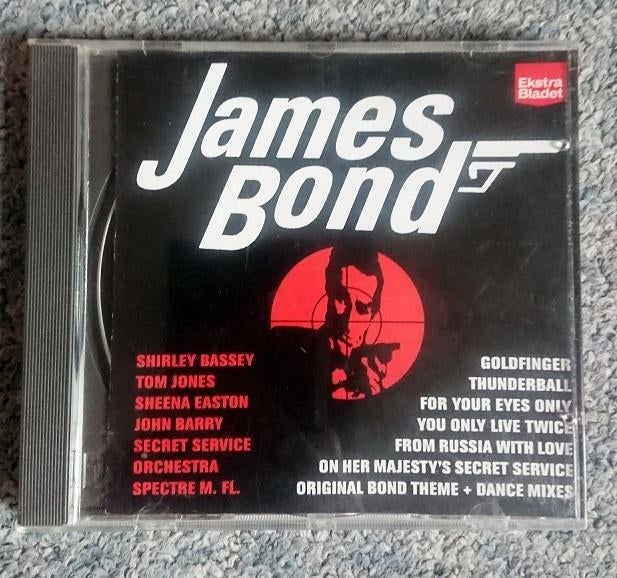 Ekstra
Bladet
James
Bond
SHIRLEY BASSEY
TOM JONES
SHEENA EASTON
JOHN BARRY
SECRET SERVICE
ORCHESTRA
SPECTRE M. FL.
GOLDFINGER
THUNDERBALL
FOR YOUR EYES ONLY
YOU ONLY LIVE TWICE
FROM RUSSIA WITH LOVE
ON HER MAJESTY'S SECRET SERVICE
ORIGINAL BOND THEME + DANCE MIXES